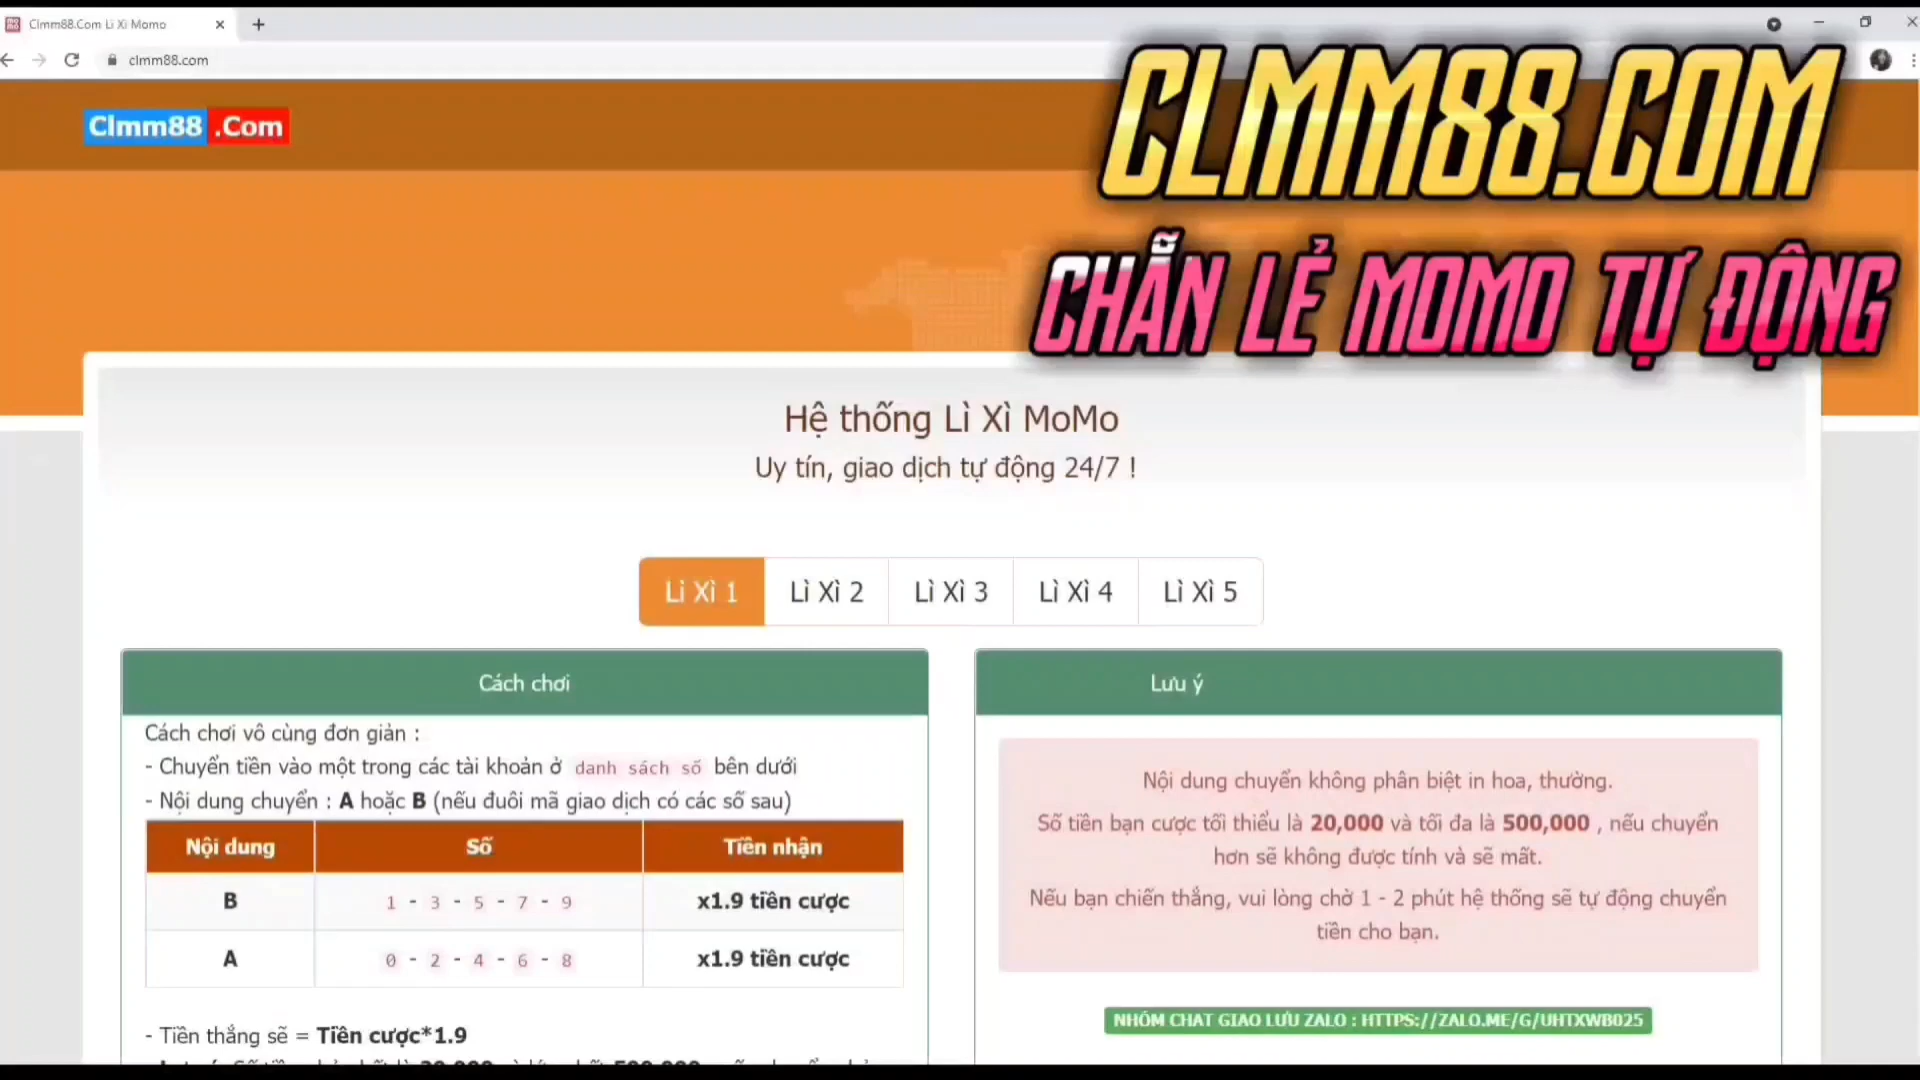 Clmm88.Com Lì Xì Momo
clmm88.com
CLMM88.COM
Clmm88 .Com
CHẴN LẺ MOMO TỰ ĐỘNG
Hệ thống Lì Xì MoMo
Uy tín, giao dịch tự động 24/7 !
Lì Xì 1
Lì Xì 2
Lì Xì 3
Lì Xì 4
Lì Xì 5
Cách chơi
Cách chơi vô cùng đơn giản :
- Chuyển tiền vào một trong các tài khoản ở danh sách số bên dưới
- Nội dung chuyển : A hoặc B (nếu đuôi mã giao dịch có các số sau)
Nội dung Số Tiền nhận
B 1 - 3 - 5 - 7 - 9 x1.9 tiền cược
A 0 - 2 - 4 - 6 - 8 x1.9 tiền cược
- Tiền thắng sẽ = Tiền cược*1.9
Lưu ý
Nội dung chuyển không phân biệt in hoa, thường.
Số tiền bạn cược tối thiểu là 20,000 và tối đa là 500,000 , nếu chuyển
hơn sẽ không được tính và sẽ mất.
Nếu bạn chiến thắng, vui lòng chờ 1 - 2 phút hệ thống sẽ tự động chuyển
tiền cho bạn.
NHÓM CHAT GIAO LƯU ZALO : HTTPS://ZALO.ME/G/UHTXWB025